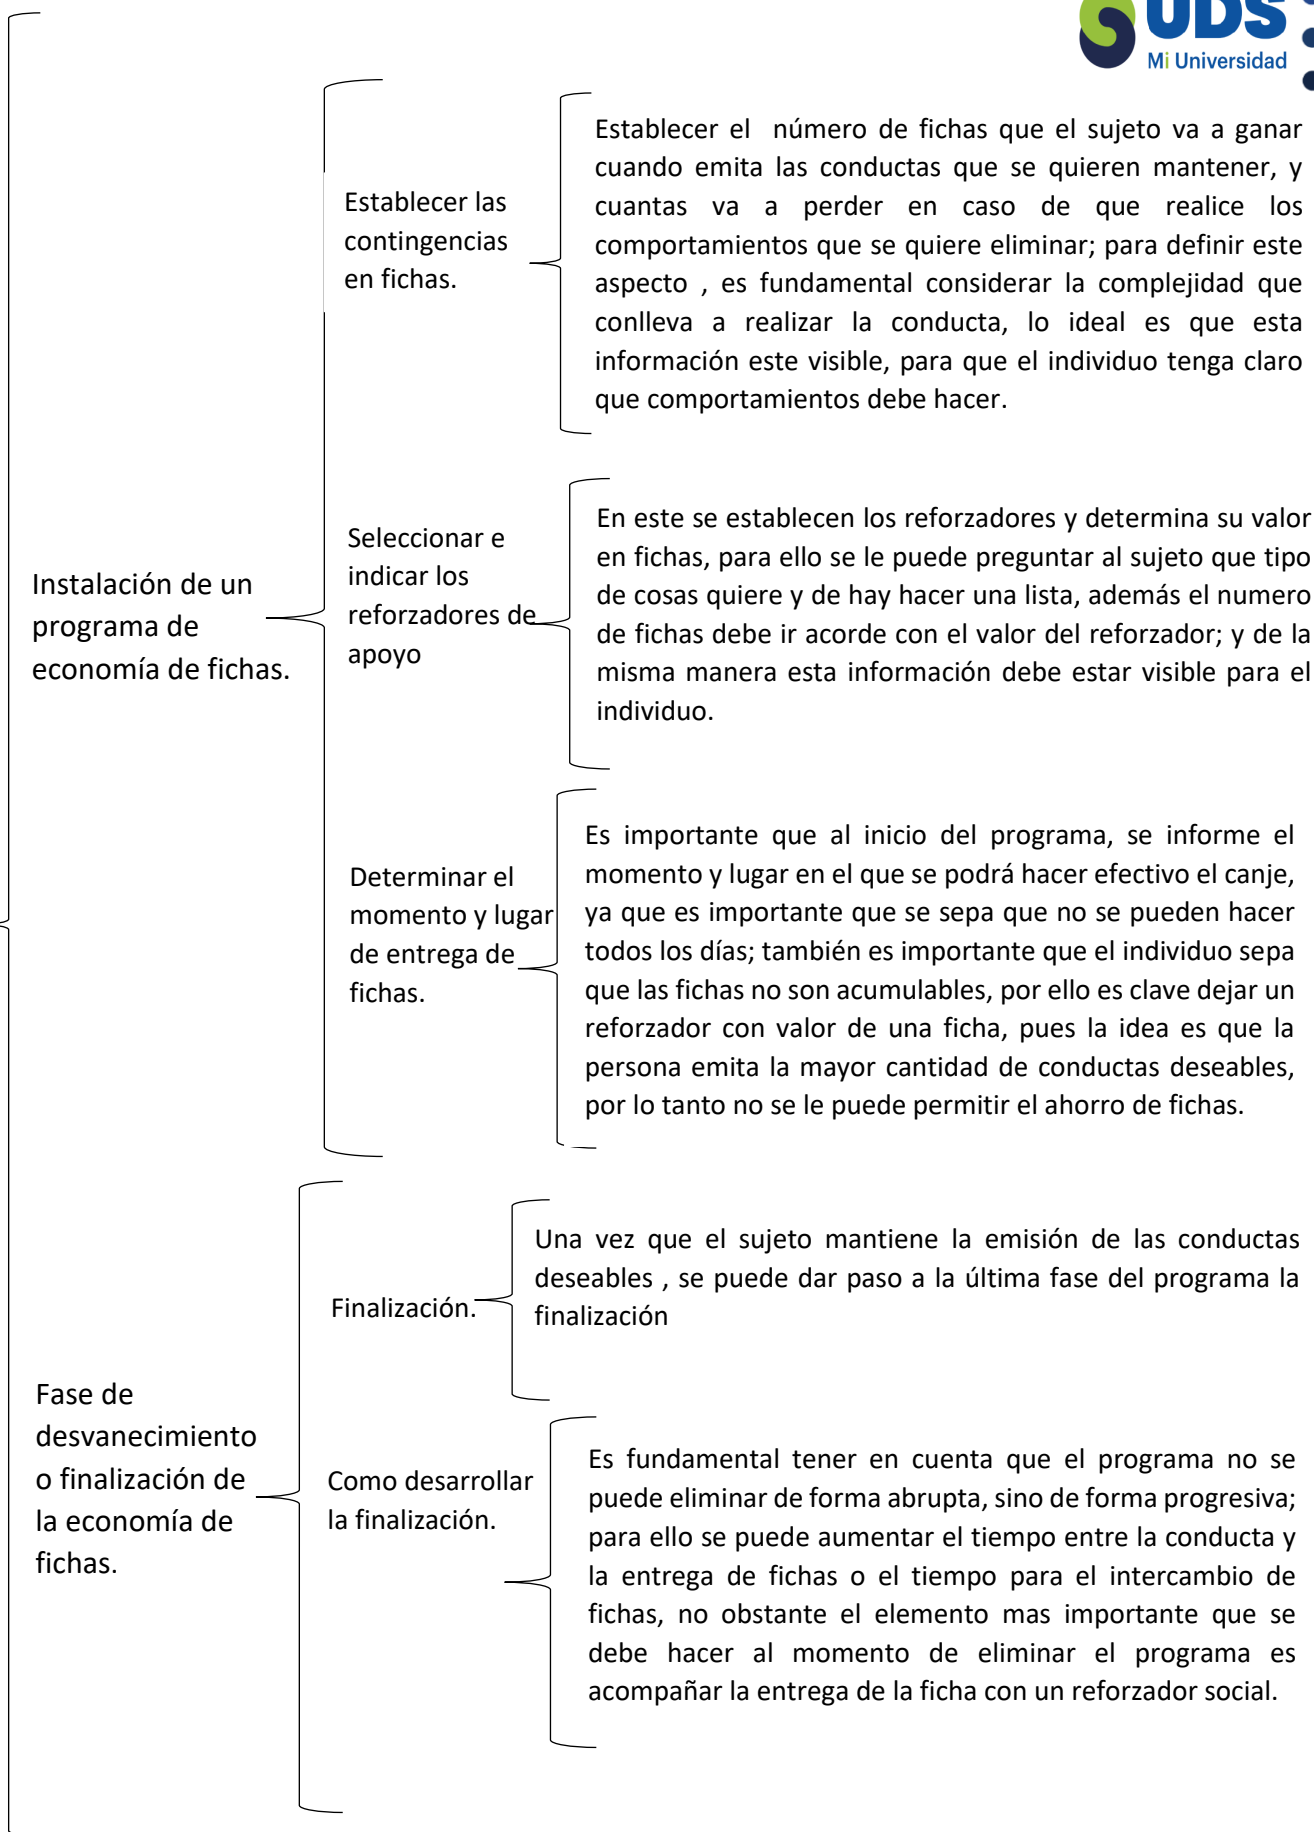 UDS
Mi Universidad
Establecer el número de fichas que el sujeto va a ganar
cuando emita las conductas que se quieren mantener, y
cuantas va a perder en caso de que realice los
comportamientos que se quiere eliminar; para definir este
aspecto , es fundamental considerar la complejidad que
conlleva a realizar la conducta, lo ideal es que esta
información este visible, para que el individuo tenga claro
que comportamientos debe hacer.
Establecer las
contingencias
en fichas.
En este se establecen los reforzadores y determina su valor
en fichas, para ello se le puede preguntar al sujeto que tipo
de cosas quiere y de hay hacer una lista, además el numero
de fichas debe ir acorde con el valor del reforzador; y de la
misma manera esta información debe estar visible para el
individuo.
Seleccionar e
indicar los
reforzadores de
apoyo
Instalación de un
programa de
economía de fichas.
Es importante que al inicio del programa, se informe el
momento y lugar en el que se podrá hacer efectivo el canje,
ya que es importante que se sepa que no se pueden hacer
todos los días; también es importante que el individuo sepa
que las fichas no son acumulables, por ello es clave dejar un
reforzador con valor de una ficha, pues la idea es que la
persona emita la mayor cantidad de conductas deseables,
por lo tanto no se le puede permitir el ahorro de fichas.
Determinar el
momento y lugar
de entrega de
fichas.
Una vez que el sujeto mantiene la emisión de las conductas
deseables , se puede dar paso a la última fase del programa la
finalización
Finalización.
Fase de
desvanecimiento
o finalización de
la economía de
fichas.
Como desarrollar
la finalización.
Es fundamental tener en cuenta que el programa no se
puede eliminar de forma abrupta, sino de forma progresiva;
para ello se puede aumentar el tiempo entre la conducta y
la entrega de fichas o el tiempo para el intercambio de
fichas, no obstante el elemento mas importante que se
debe hacer al momento de eliminar el programa es
acompañar la entrega de la ficha con un reforzador social.